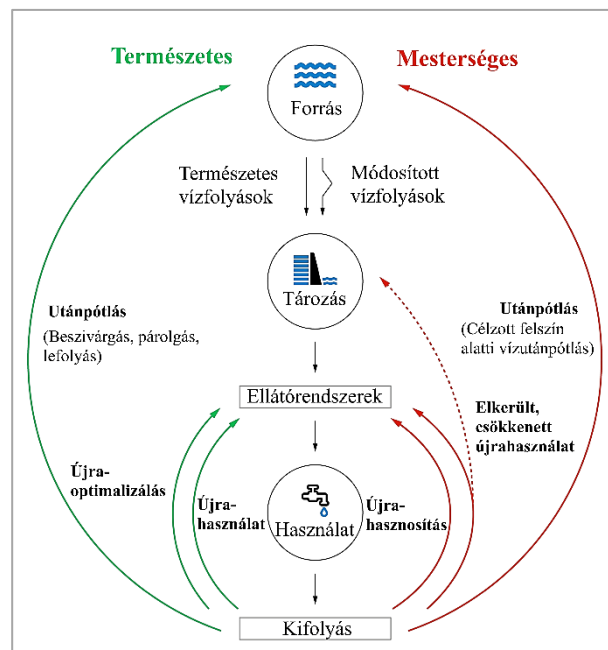 Természetes
Mesterséges
Forrás
Természetes
vízfolyások
Módosított
vízfolyások
Tározás
Utánpótlás
(Beszivárgás, párolgás,
lefolyás)
Utánpótlás
(Célzott felszín
alatti vízutánpótlás)
Ellátórendszerek
Elkerült,
csökkenett
újrahasználat
Újra-
optimalizálás
Újra-
használat
Használat
Újra-
hasznosítás
Kifolyás